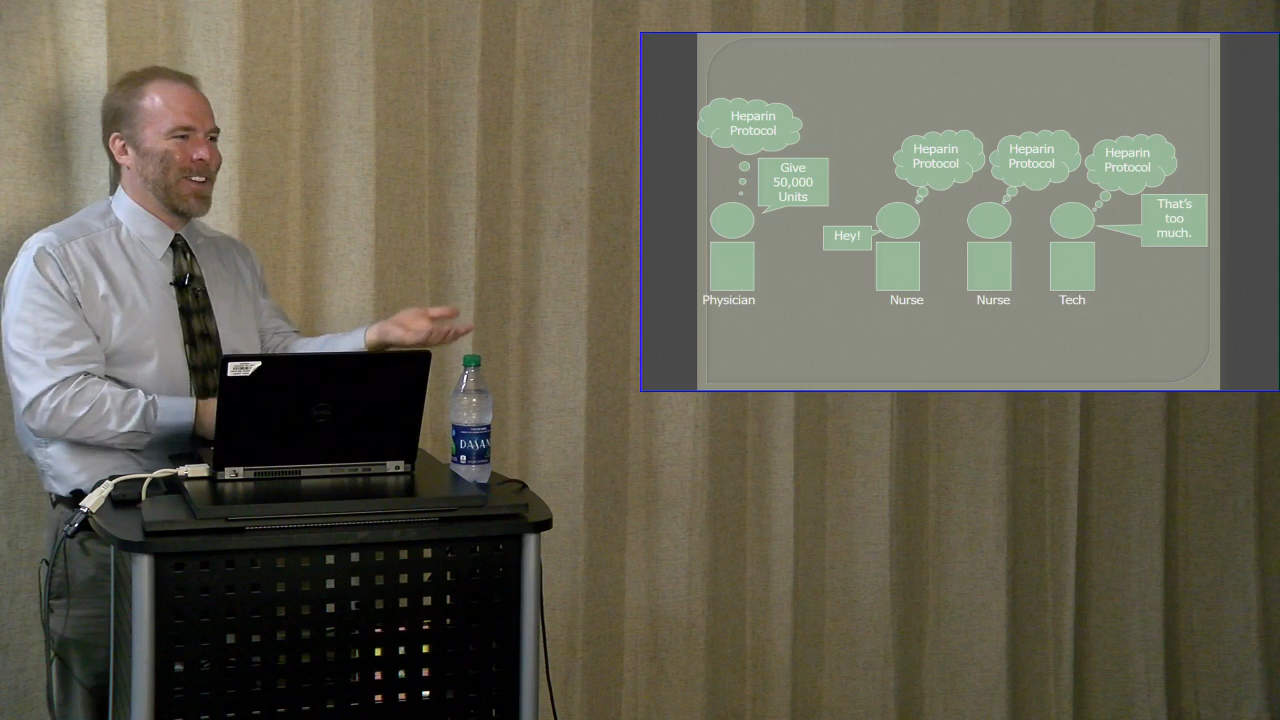 Heparin
Protocol
Give
50,000
Units
Physician
Heparin
Protocol
Hey!
Nurse
Heparin
Protocol
Nurse
Heparin
Protocol
That's
too
much.
Tech
DELL
DASANI